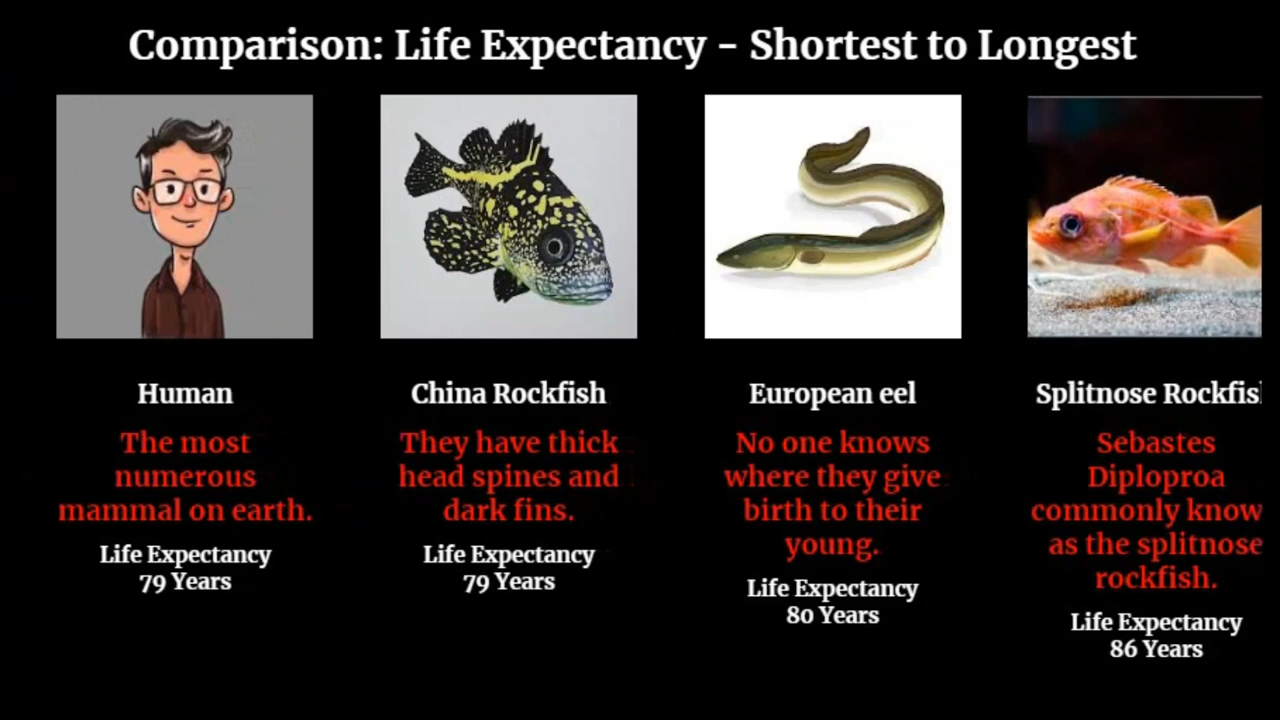 Comparison: Life Expectancy - Shortest to Longest
Human
The most
numerous
mammal on earth.
Life Expectancy
79 Years
China Rockfish
They have thick
head spines and
dark fins.
Life Expectancy
79 Years
European eel
No one knows
where they give
birth to their
young.
Life Expectancy
80 Years
Splitnose Rockfis
Sebastes
Diploproa
commonly know
as the splitnose
rockfish.
Life Expectancy
86 Years